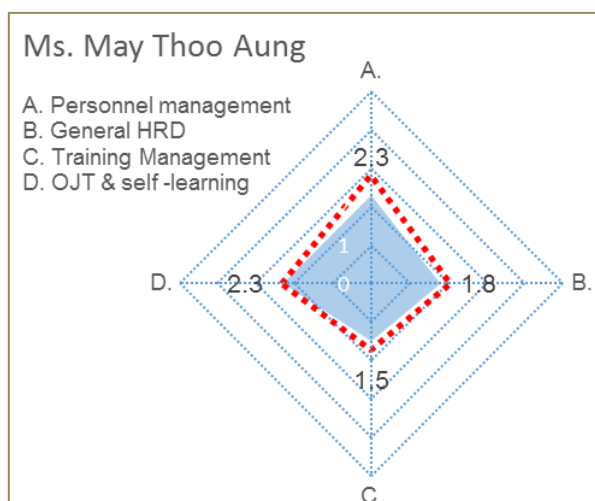 Ms. May Thoo Aung
A.
A. Personnel management
B. General HRD
C. Training Management
D. OJT & self -learning
2.3
1
D.
2.3
0
1.8
B.
1.5
C